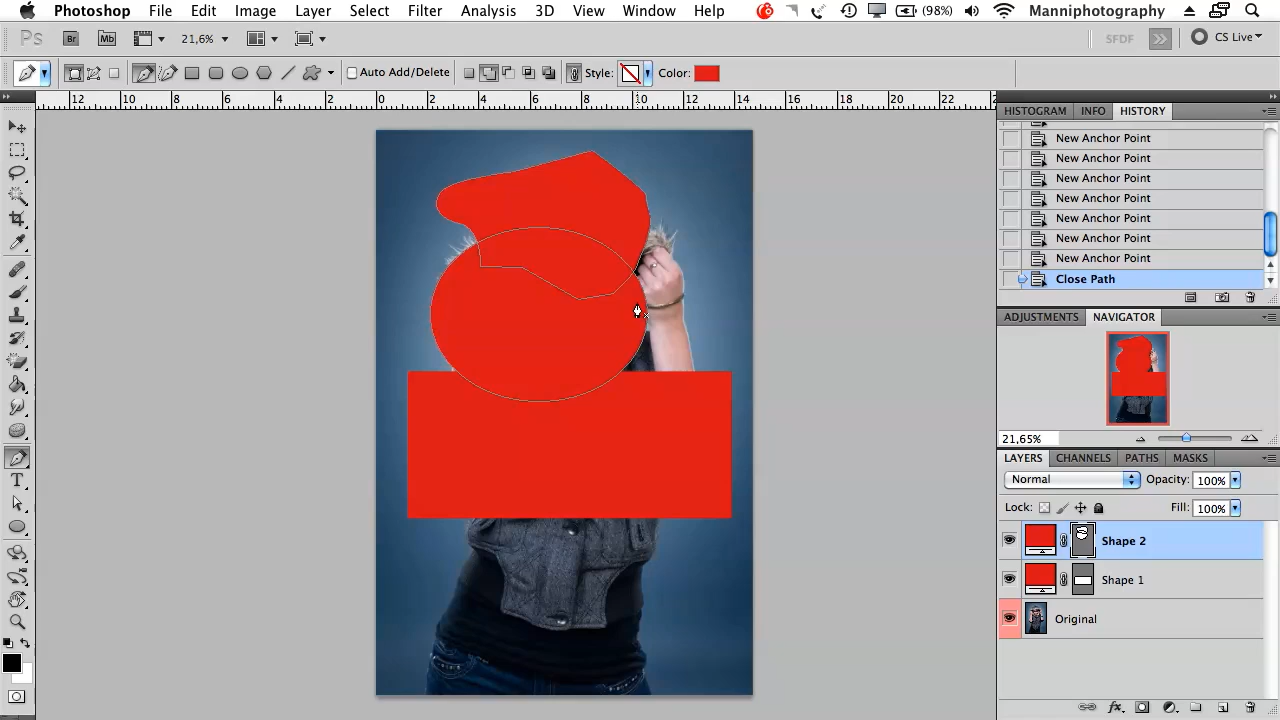 Photoshop File Edit Image Layer Select Filter Analysis 3D View Window Help (98%) Manniphotography
Ps Br Mb 21,6% SFDF CS Live
Auto Add/Delete Style: Color:
12 10 8 6 4 2 0 2 4 6 8 10 12 14 16 18 20 22 24
HISTOGRAM INFO HISTORY
New Anchor Point
New Anchor Point
New Anchor Point
New Anchor Point
New Anchor Point
New Anchor Point
New Anchor Point
Close Path
ADJUSTMENTS NAVIGATOR
21,65%
LAYERS CHANNELS PATHS MASKS
Normal Opacity: 100%
Lock: Fill: 100%
Shape 2
Shape 1
Original